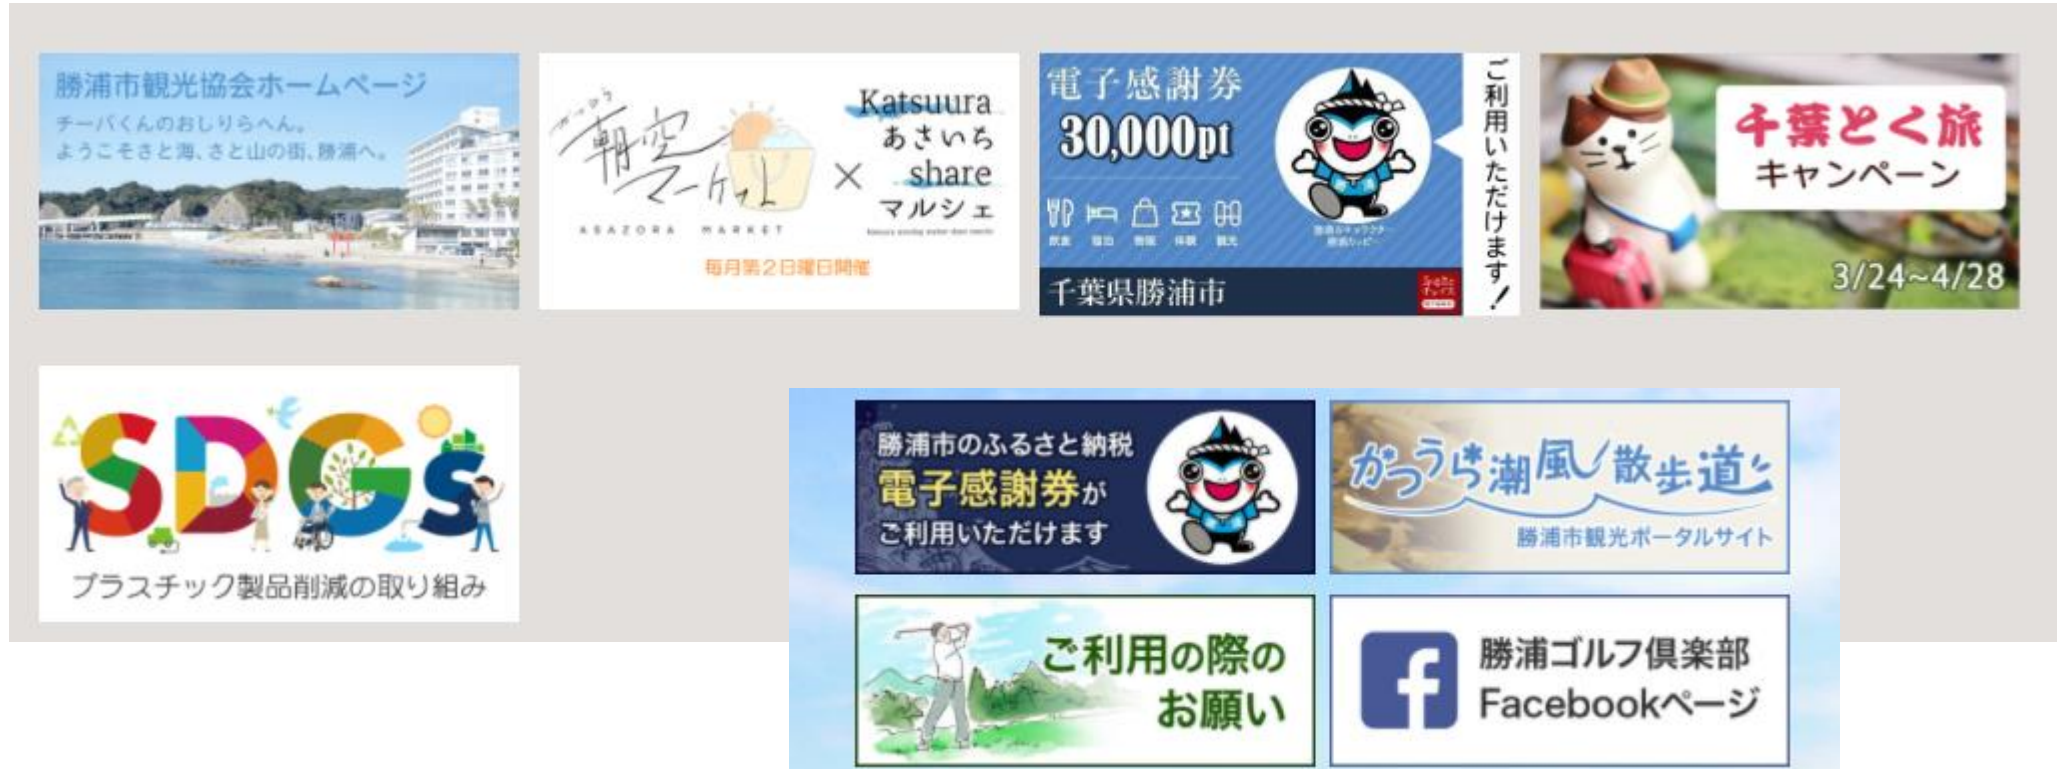 勝浦市観光協会ホームページ
チーバくんのおしりらへん。
ようこそさと海、さと山の街、勝浦へ。
かつうら
朝空
マーケット
ASAZORA MARKET
×
Katsuura
あさいち
share
マルシェ
毎月第2日曜日開催
電子感謝券
30,000pt
飲食 宿泊 物販 体験 観光
千葉県勝浦市
ご利用いただけます!
千葉とく旅
キャンペーン
3/24~4/28
SDGs
プラスチック製品削減の取り組み
勝浦市のふるさと納税
電子感謝券が
ご利用いただけます
かつうら潮風散歩道
勝浦市観光ポータルサイト
ご利用の際の
お願い
f
勝浦ゴルフ倶楽部
Facebookページ